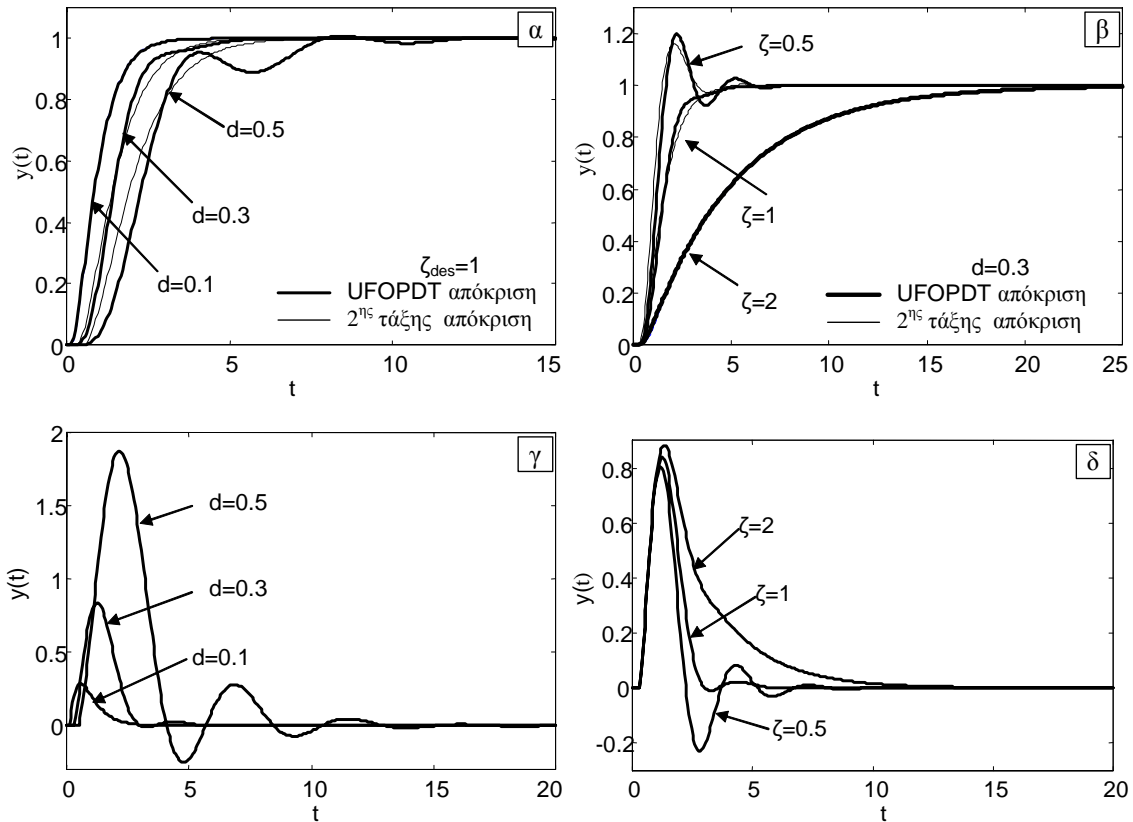 α
1
0.8
0.6
0.4
0.2
0
y(t)
d=0.5
d=0.3
d=0.1
ζdes=1
UFOPDT απόκριση
2ης τάξης απόκριση
0 5 10 15
t
β
1.2
1
0.8
0.6
0.4
0.2
0
y(t)
ζ=0.5
ζ=1
ζ=2
d=0.3
UFOPDT απόκριση
2ης τάξης απόκριση
0 5 10 15 20 25
t
γ
2
1.5
1
0.5
0
y(t)
d=0.5
d=0.3
d=0.1
0 5 10 15 20
t
δ
0.8
0.6
0.4
0.2
0
-0.2
y(t)
ζ=2
ζ=1
ζ=0.5
0 5 10 15 20
t